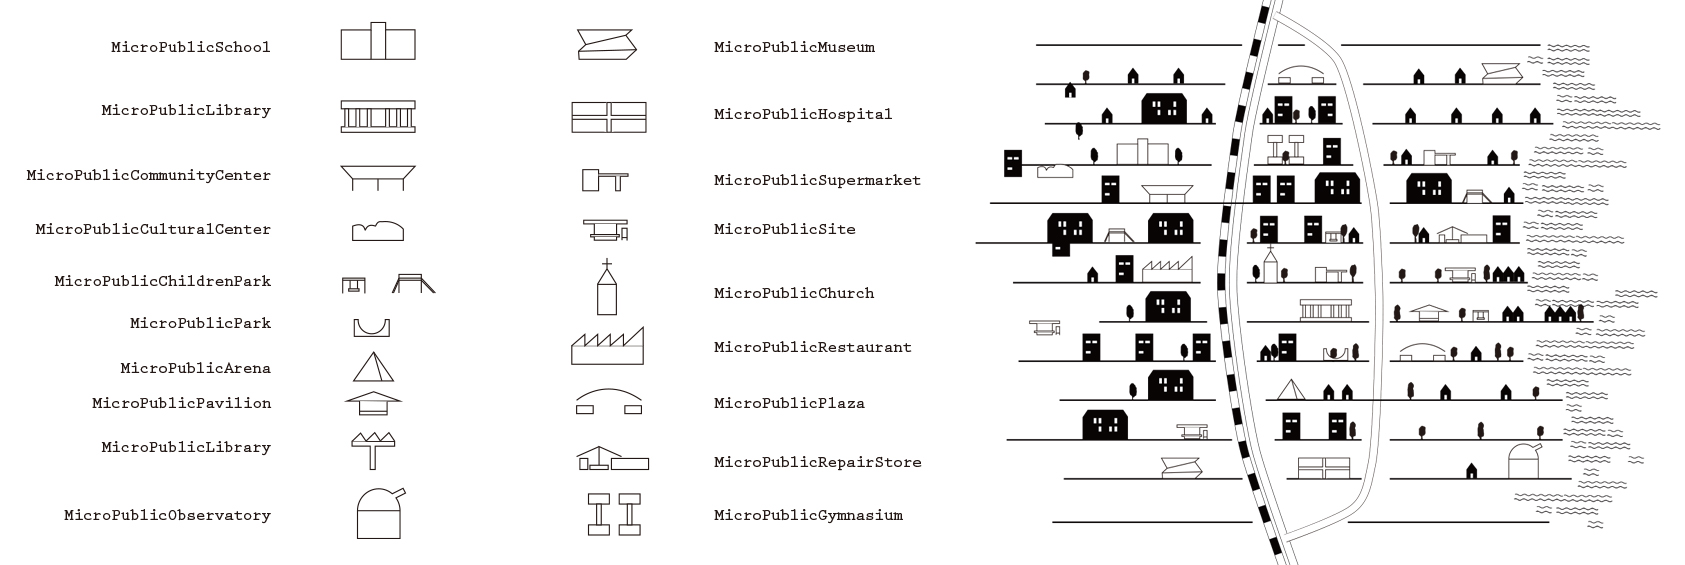 MicroPublicSchool
MicroPublicLibrary
MicroPublicCommunityCenter
MicroPublicCulturalCenter
MicroPublicChildrenPark
MicroPublicPark
MicroPublicArena
MicroPublicPavilion
MicroPublicLibrary
MicroPublicObservatory
MicroPublicMuseum
MicroPublicHospital
MicroPublicSupermarket
MicroPublicSite
MicroPublicChurch
MicroPublicRestaurant
MicroPublicPlaza
MicroPublicRepairStore
MicroPublicGymnasium